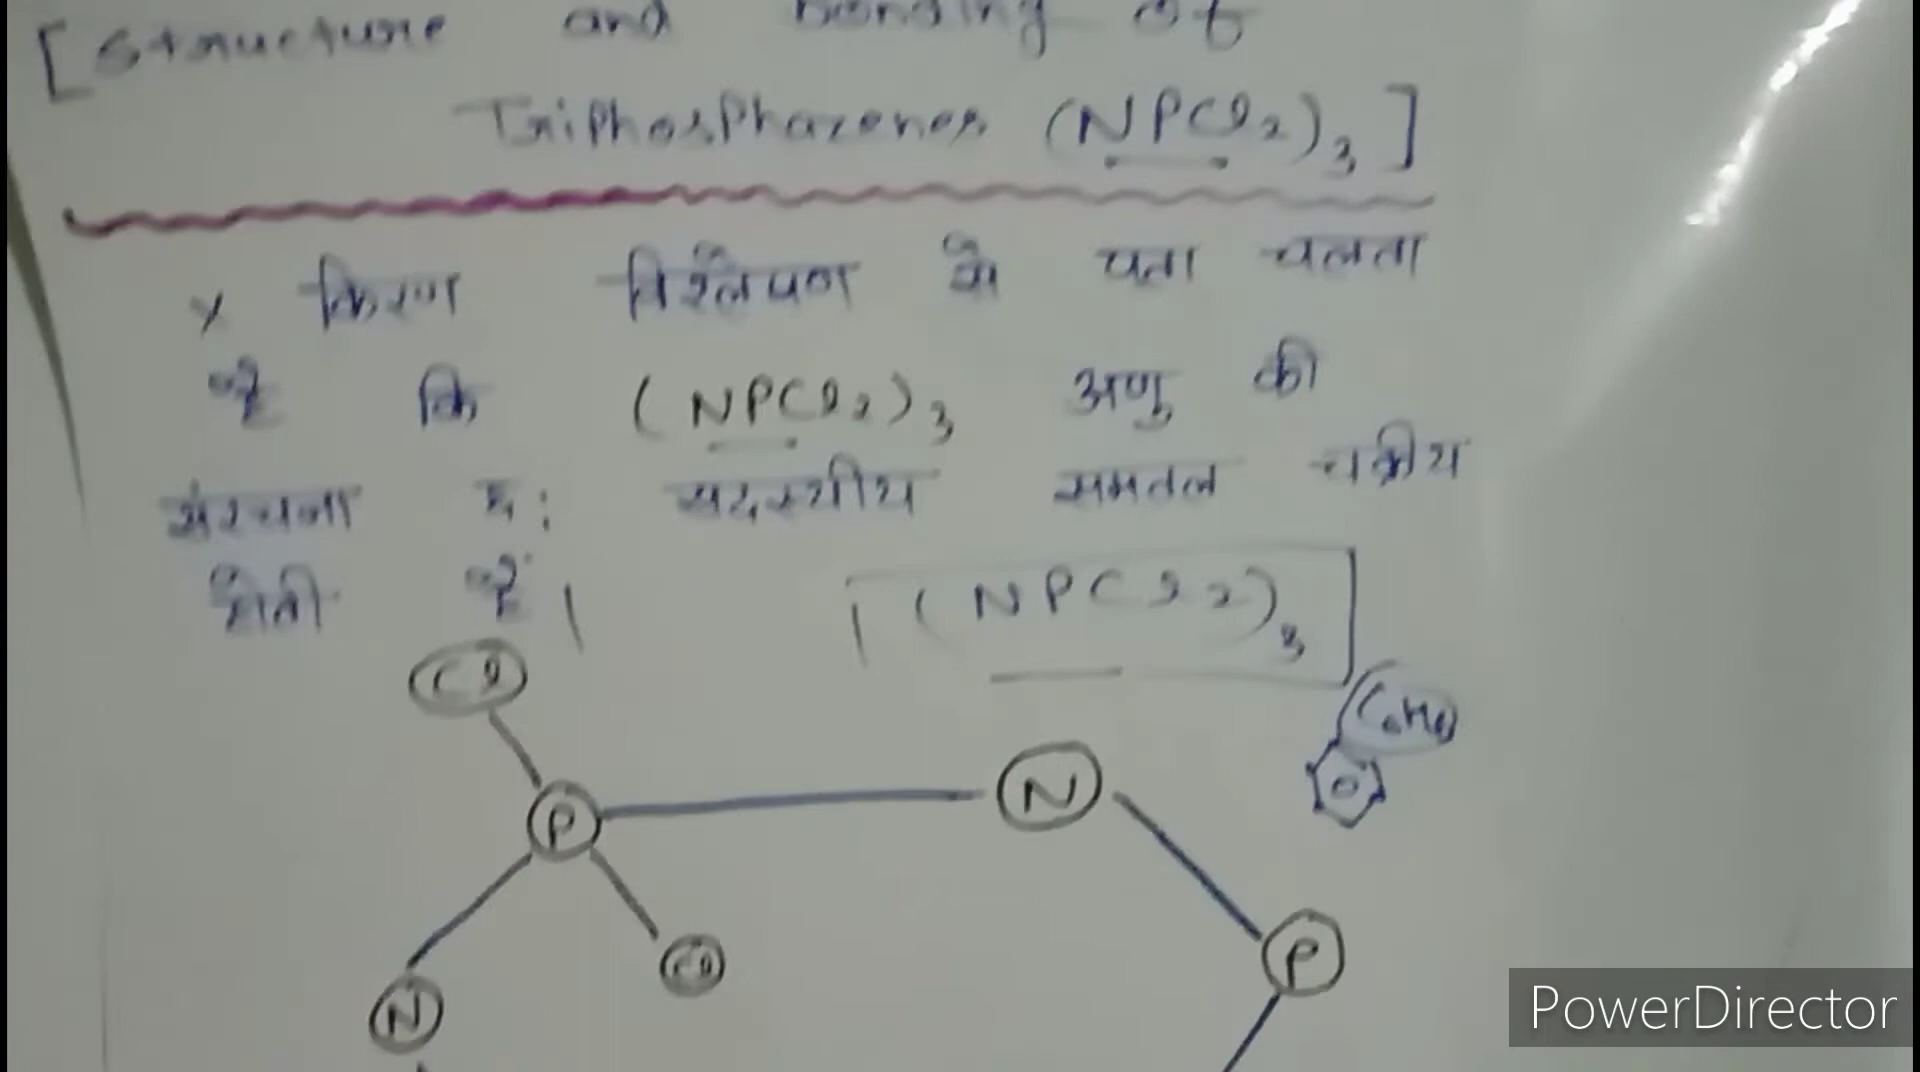 [Structure and bonding of
Triphosphazenes (NPCl2)3]
X किरण विश्लेषण से पता चलता
है कि (NPCl2)3 अणु की
संरचना छ: सदस्यीय समतल चक्रीय
होती है।
(NPCl2)3
Cl
C6H6
P
N
Cl
P
N
PowerDirector